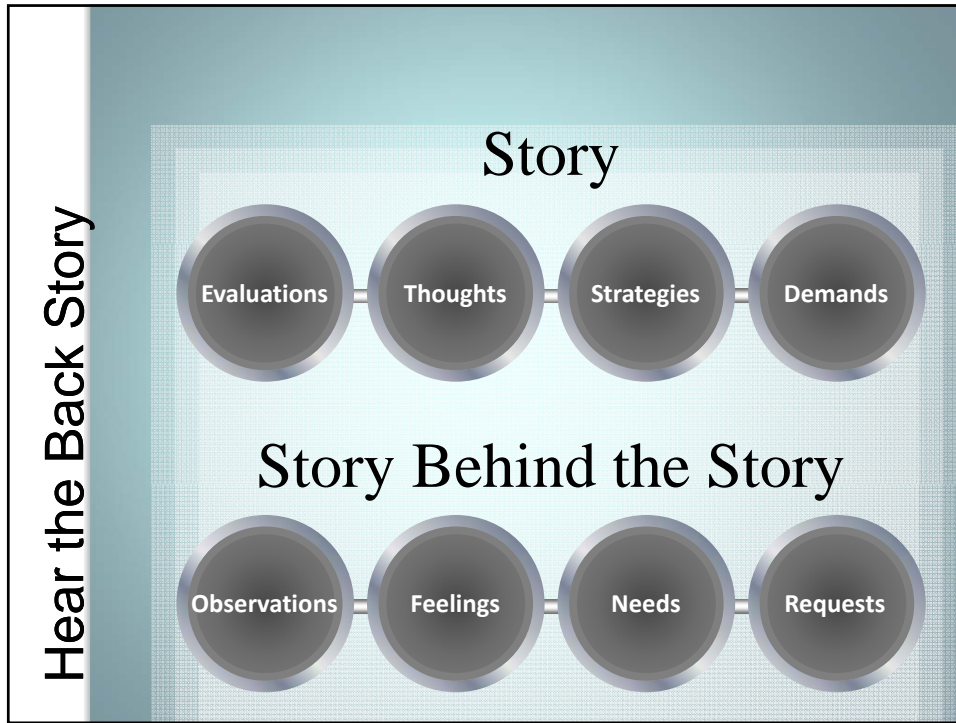 Hear the Back Story
Story
Evaluations Thoughts Strategies Demands
Story Behind the Story
Observations Feelings Needs Requests